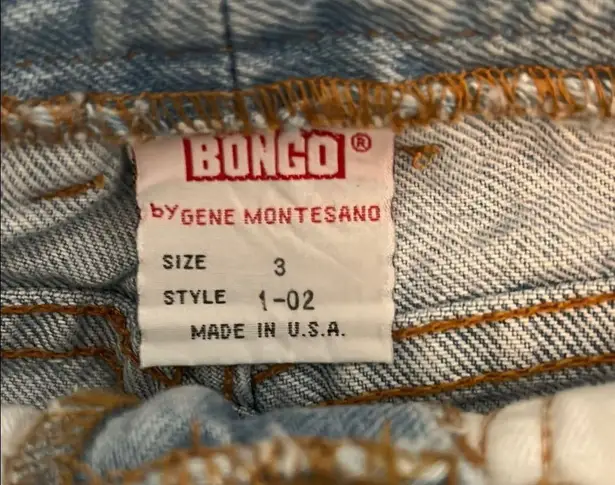 BONGO®
by GENE MONTESANO
SIZE 3
STYLE 1-02
MADE IN U.S.A.